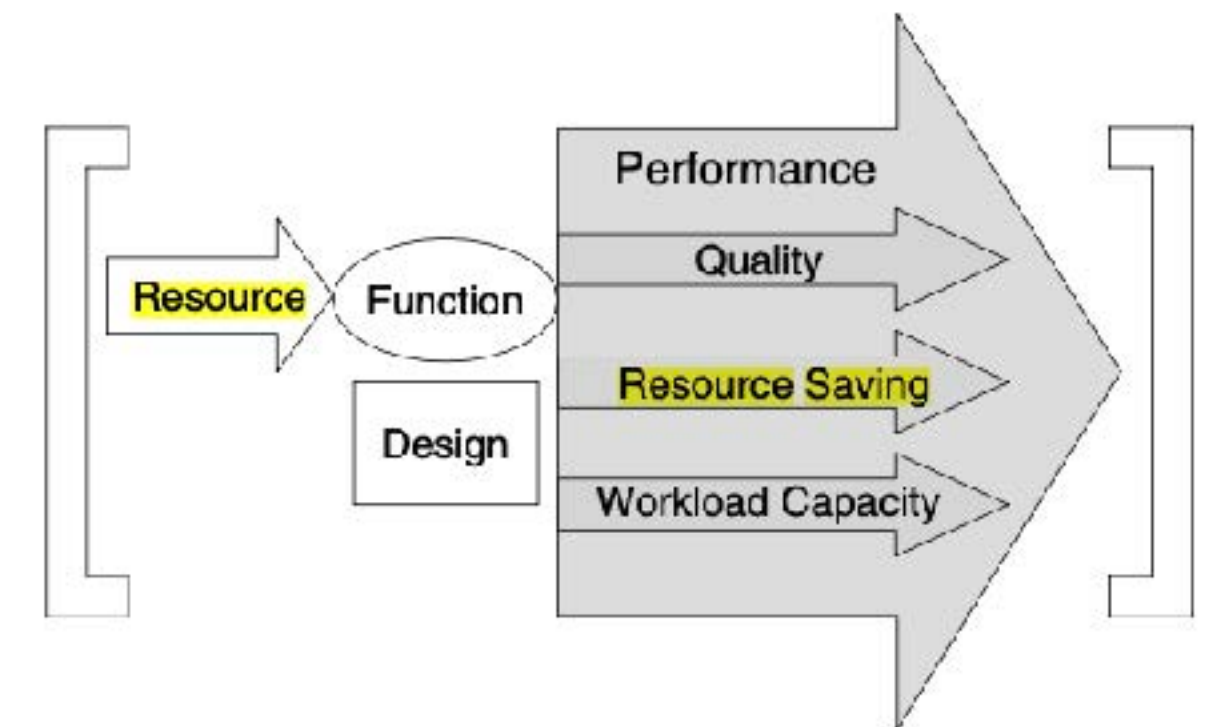 Performance
Quality
Resource
Function
Resource Saving
Design
Workload Capacity